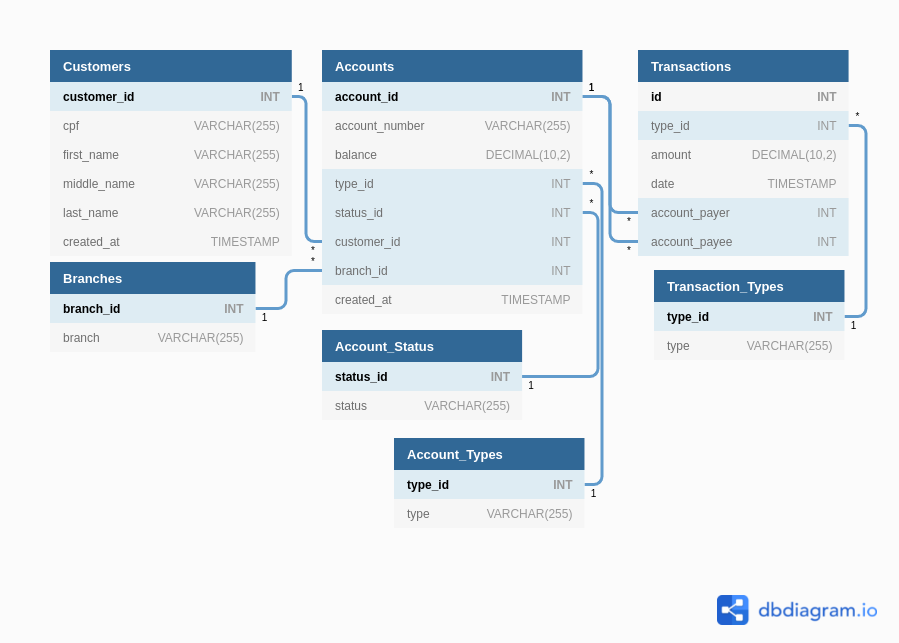 Customers
customer_id INT
cpf VARCHAR(255)
first_name VARCHAR(255)
middle_name VARCHAR(255)
last_name VARCHAR(255)
created_at TIMESTAMP
1
*
Branches
branch_id INT
branch VARCHAR(255)
1
*
Accounts
account_id INT
account_number VARCHAR(255)
balance DECIMAL(10,2)
type_id INT
status_id INT
customer_id INT
branch_id INT
created_at TIMESTAMP
1
*
*
Account_Status
status_id INT
status VARCHAR(255)
1
Account_Types
type_id INT
type VARCHAR(255)
1
Transactions
id INT
type_id INT
amount DECIMAL(10,2)
date TIMESTAMP
account_payer INT
account_payee INT
*
*
*
Transaction_Types
type_id INT
type VARCHAR(255)
1
dbdiagram.io